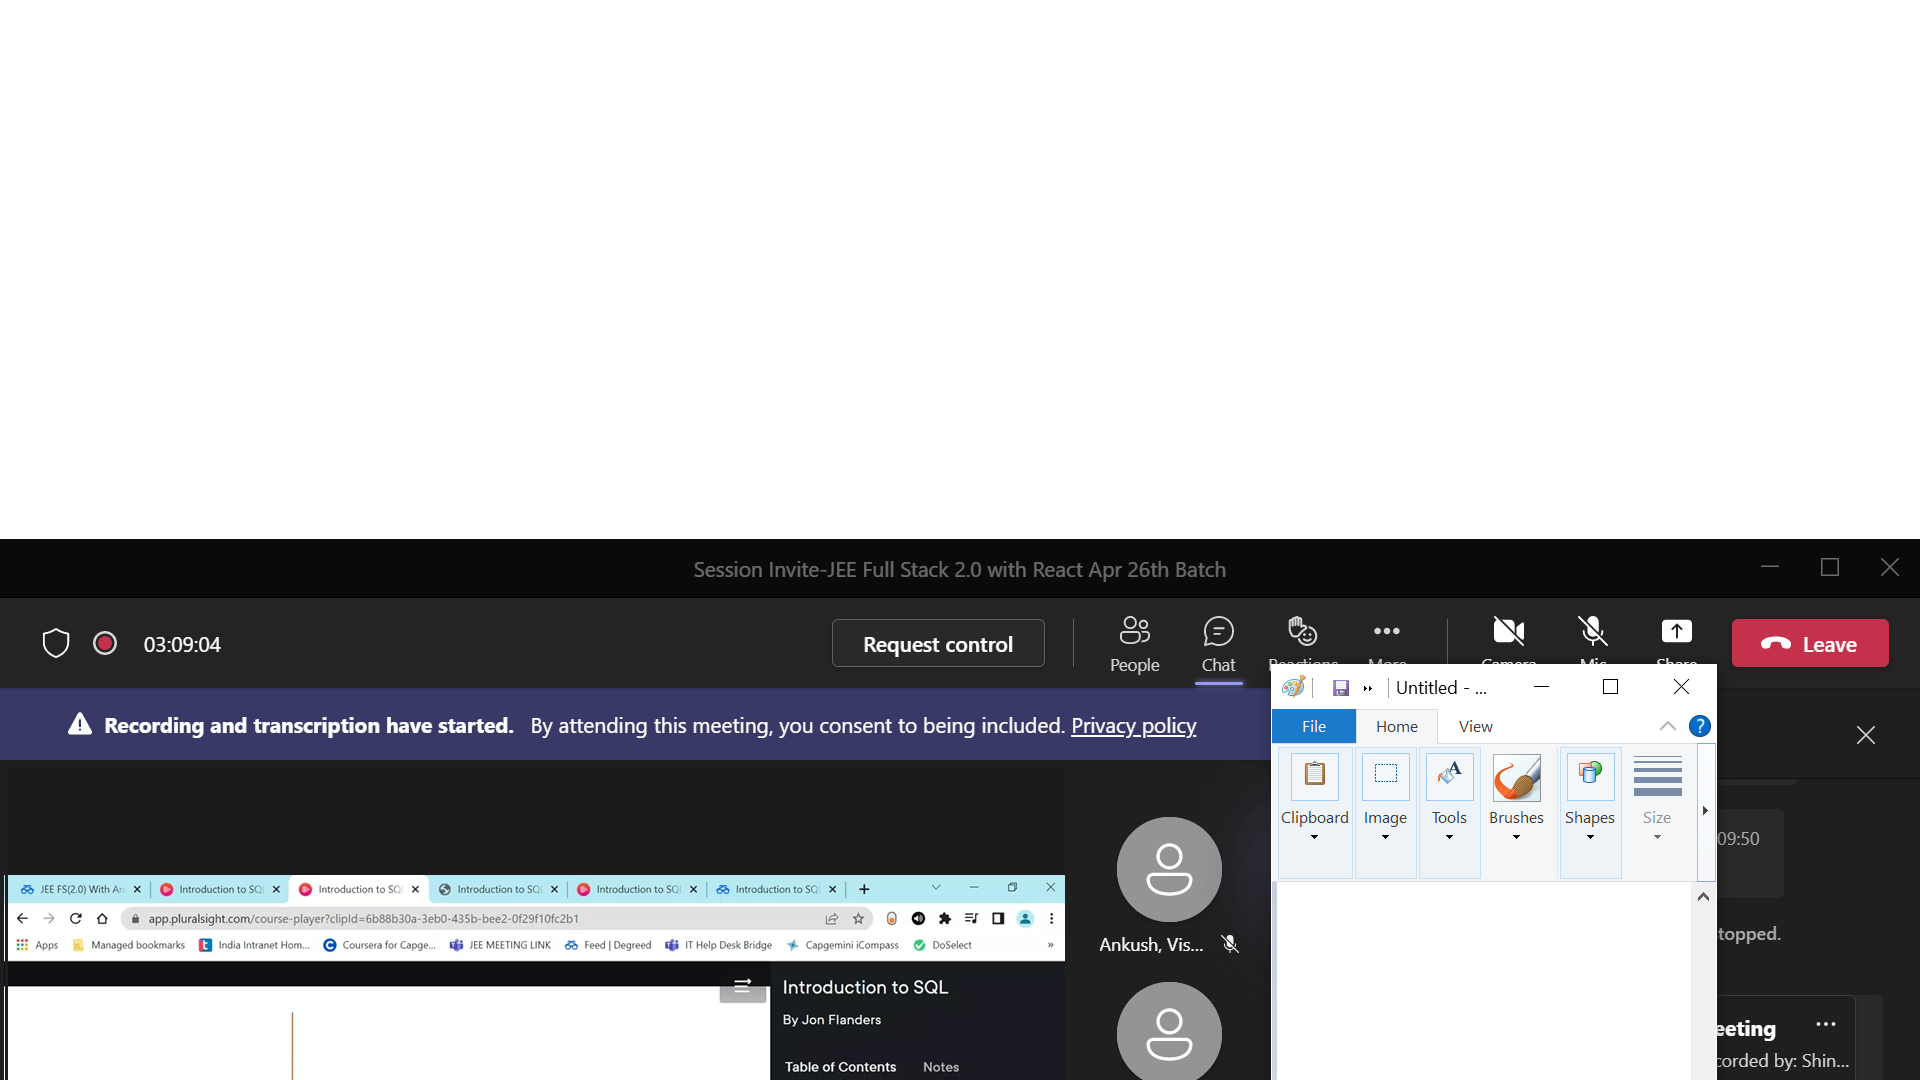 Session Invite-JEE Full Stack 2.0 with React Apr 26th Batch
03:09:04
Request control
People
Chat
Reactions
More
Camera
Mic
Share
Leave
Recording and transcription have started. By attending this meeting, you consent to being included. Privacy policy
Untitled - ...
File
Home
View
?
Clipboard
Image
Tools
Brushes
Shapes
Size
09:50
topped.
eeting
corded by: Shin...
Ankush, Vis...
JEE FS(2.0) With An
Introduction to SQ
Introduction to SQ
Introduction to SQ
Introduction to SQ
Introduction to SQ
app.pluralsight.com/course-player?clipId=6b88b30a-3eb0-435b-bee2-0f29f10fc2b1
Apps
Managed bookmarks
India Intranet Hom...
Coursera for Capge...
JEE MEETING LINK
Feed | Degreed
IT Help Desk Bridge
Capgemini iCompass
DoSelect
»
Introduction to SQL
By Jon Flanders
Table of Contents
Notes